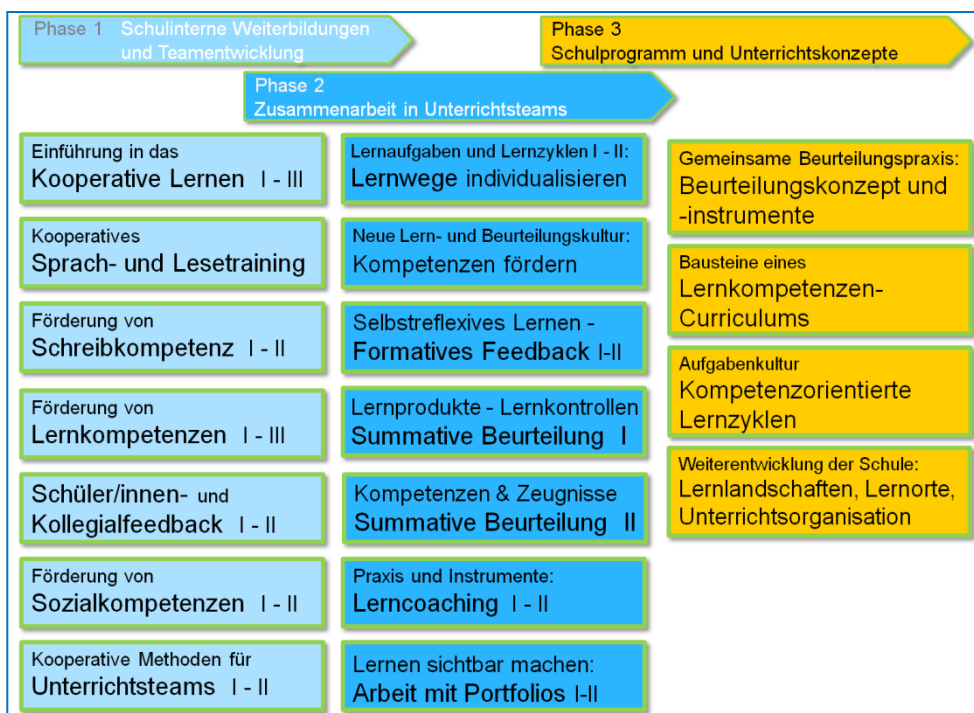 Phase 1 Schulinterne Weiterbildungen
und Teamentwicklung
Phase 3
Schulprogramm und Unterrichtskonzepte
Phase 2
Zusammenarbeit in Unterrichtsteams
Einführung in das
Kooperative Lernen I - III
Kooperatives
Sprach- und Lesetraining
Förderung von
Schreibkompetenz I - II
Förderung von
Lernkompetenzen I - III
Schüler/innen- und
Kollegialfeedback I - II
Förderung von
Sozialkompetenzen I - II
Kooperative Methoden für
Unterrichtsteams I - II
Lernaufgaben und Lernzyklen I - II:
Lernwege individualisieren
Neue Lern- und Beurteilungskultur:
Kompetenzen fördern
Selbstreflexives Lernen -
Formatives Feedback I-II
Lernprodukte - Lernkontrollen
Summative Beurteilung I
Kompetenzen & Zeugnisse
Summative Beurteilung II
Praxis und Instrumente:
Lerncoaching I - II
Lernen sichtbar machen:
Arbeit mit Portfolios I-II
Gemeinsame Beurteilungspraxis:
Beurteilungskonzept und
-instrumente
Bausteine eines
Lernkompetenzen-
Curriculums
Aufgabenkultur
Kompetenzorientierte
Lernzyklen
Weiterentwicklung der Schule:
Lernlandschaften, Lernorte,
Unterrichtsorganisation